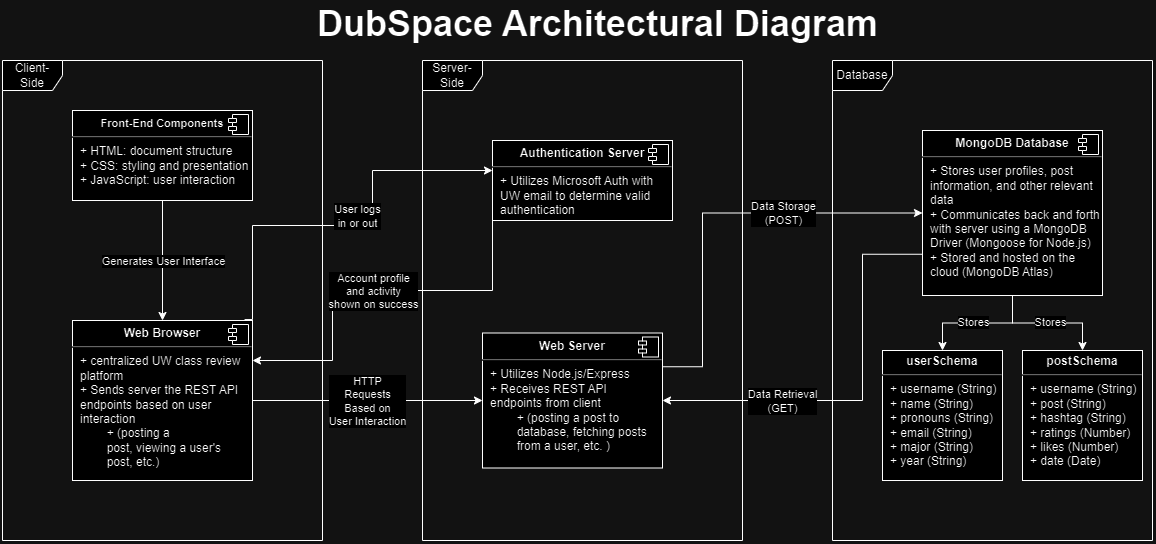 DubSpace Architectural Diagram
Client-
Side
Front-End Components
+ HTML: document structure
+ CSS: styling and presentation
+ JavaScript: user interaction
Generates User Interface
Web Browser
+ centralized UW class review
platform
+ Sends server the REST API
endpoints based on user
interaction
+ (posting a
post, viewing a user's
post, etc.)
User logs
in or out
Account profile
and activity
shown on success
HTTP
Requests
Based on
User Interaction
Server-
Side
Authentication Server
+ Utilizes Microsoft Auth with
UW email to determine valid
authentication
Web Server
+ Utilizes Node.js/Express
+ Receives REST API
endpoints from client
+ (posting a post to
database, fetching posts
from a user, etc. )
Data Storage
(POST)
Data Retrieval
(GET)
Database
MongoDB Database
+ Stores user profiles, post
information, and other relevant
data
+ Communicates back and forth
with server using a MongoDB
Driver (Mongoose for Node.js)
+ Stored and hosted on the
cloud (MongoDB Atlas)
Stores
Stores
userSchema
+ username (String)
+ name (String)
+ pronouns (String)
+ email (String)
+ major (String)
+ year (String)
postSchema
+ username (String)
+ post (String)
+ hashtag (String)
+ ratings (Number)
+ likes (Number)
+ date (Date)